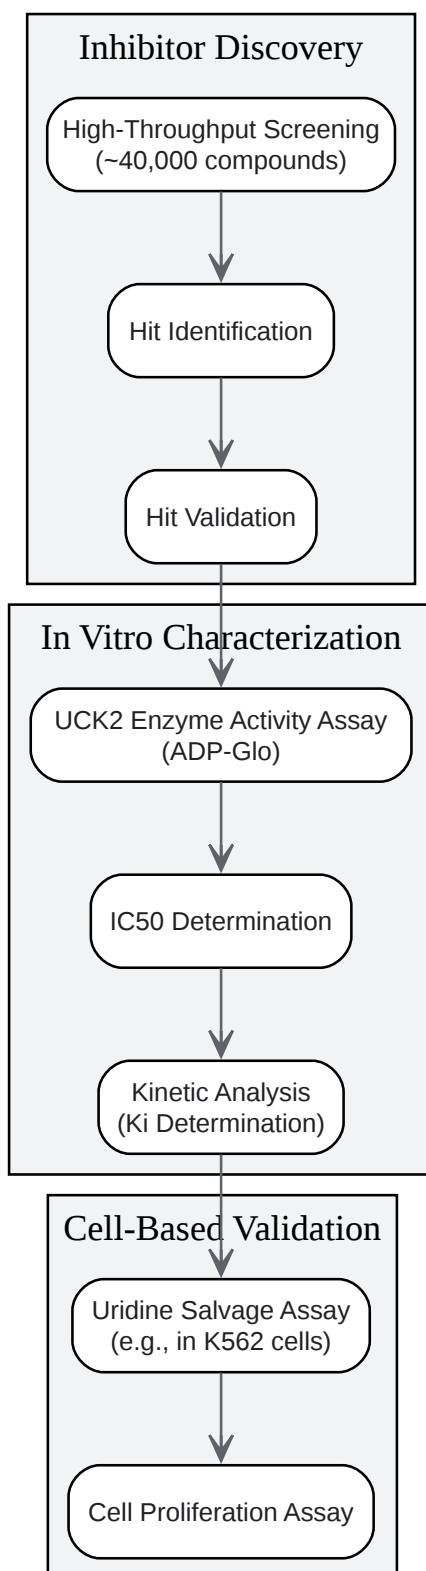 Inhibitor Discovery
High-Throughput Screening
(~40,000 compounds)
Hit Identification
Hit Validation
In Vitro Characterization
UCK2 Enzyme Activity Assay
(ADP-Glo)
IC50 Determination
Kinetic Analysis
(Ki Determination)
Cell-Based Validation
Uridine Salvage Assay
(e.g., in K562 cells)
Cell Proliferation Assay